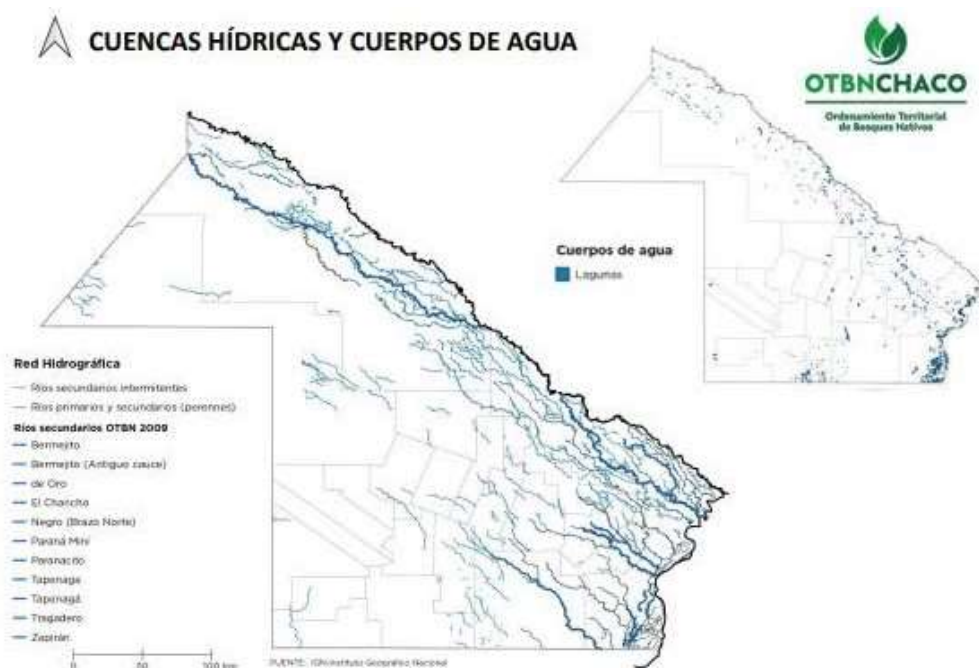 CUENCAS HÍDRICAS Y CUERPOS DE AGUA
OTBNCHACO
Ordenamiento Territorial
de Bosques Nativos
Cuerpos de agua
Lagunas
Red Hidrográfica
Ríos secundarios intermitentes
Ríos primarios y secundarios (perennes)
Ríos secundarios OTBN 2009
Bermejito
Bermejito (Antiguo cauce)
de Oro
El Chancho
Negro (Brazo Norte)
Paraná Miní
Paranacito
Tapenaga
Tapenagá
Tragadero
Zapirán
0 50 100 km
FUENTE: IGN-Instituto Geográfico Nacional